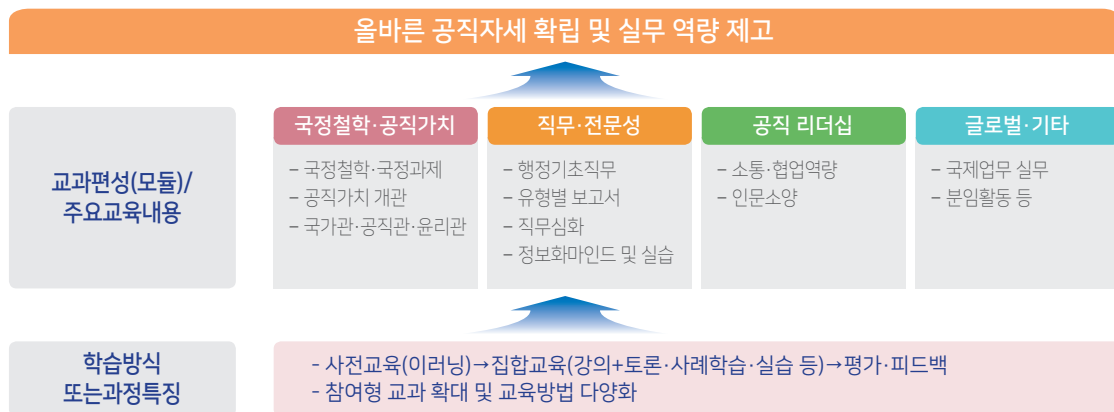 올바른 공직자세 확립 및 실무 역량 제고
교과편성(모듈)/
주요교육내용
국정철학·공직가치
– 국정철학·국정과제
– 공직가치 개관
– 국가관·공직관·윤리관
직무·전문성
– 행정기초직무
– 유형별 보고서
– 직무심화
– 정보화마인드 및 실습
공직 리더십
– 소통·협업역량
– 인문소양
글로벌·기타
– 국제업무 실무
– 분임활동 등
학습방식
또는과정특징
- 사전교육(이러닝)→집합교육(강의+토론·사례학습·실습 등)→평가·피드백
- 참여형 교과 확대 및 교육방법 다양화